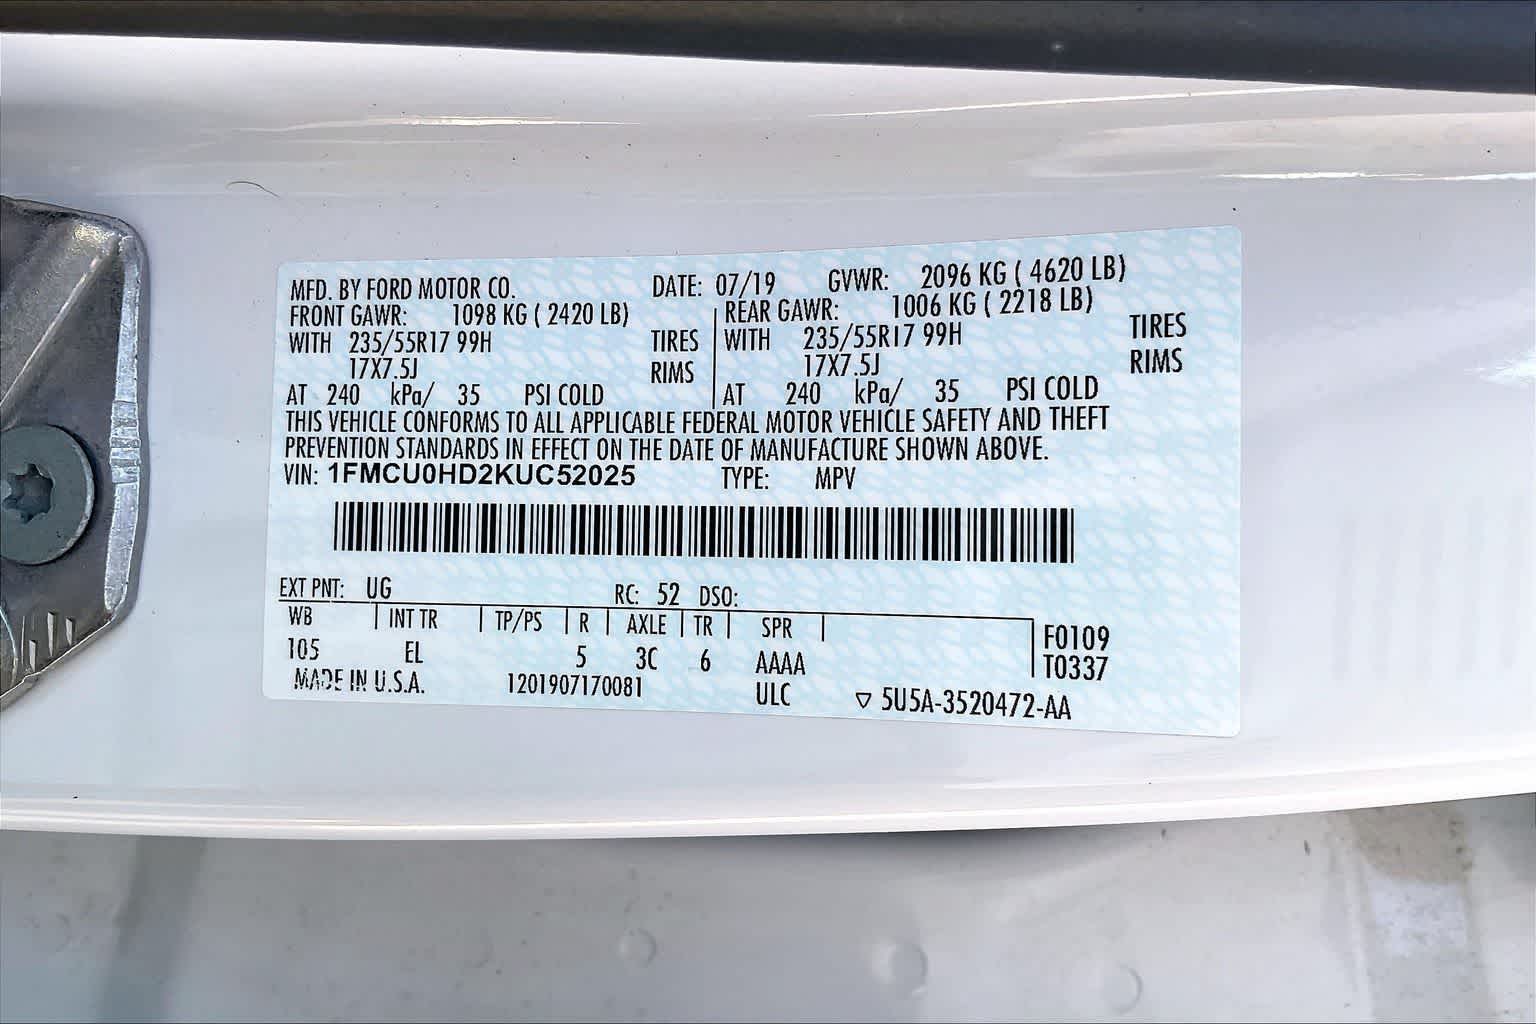 MFD. BY FORD MOTOR CO. DATE: 07/19 GVWR: 2096 KG ( 4620 LB)
FRONT GAWR: 1098 KG ( 2420 LB) REAR GAWR: 1006 KG ( 2218 LB)
WITH 235/55R17 99H TIRES WITH 235/55R17 99H TIRES
17X7.5J RIMS 17X7.5J RIMS
AT 240 kPa/ 35 PSI COLD AT 240 kPa/ 35 PSI COLD
THIS VEHICLE CONFORMS TO ALL APPLICABLE FEDERAL MOTOR VEHICLE SAFETY AND THEFT
PREVENTION STANDARDS IN EFFECT ON THE DATE OF MANUFACTURE SHOWN ABOVE.
VIN: 1FMCU0HD2KUC52025 TYPE: MPV
EXT PNT: UG RC: 52 DSO:
WB INT TR TP/PS R AXLE TR SPR F0109
105 EL 5 3C 6 AAAA T0337
MADE IN U.S.A. 1201907170081 ULC ▽ 5U5A-3520472-AA